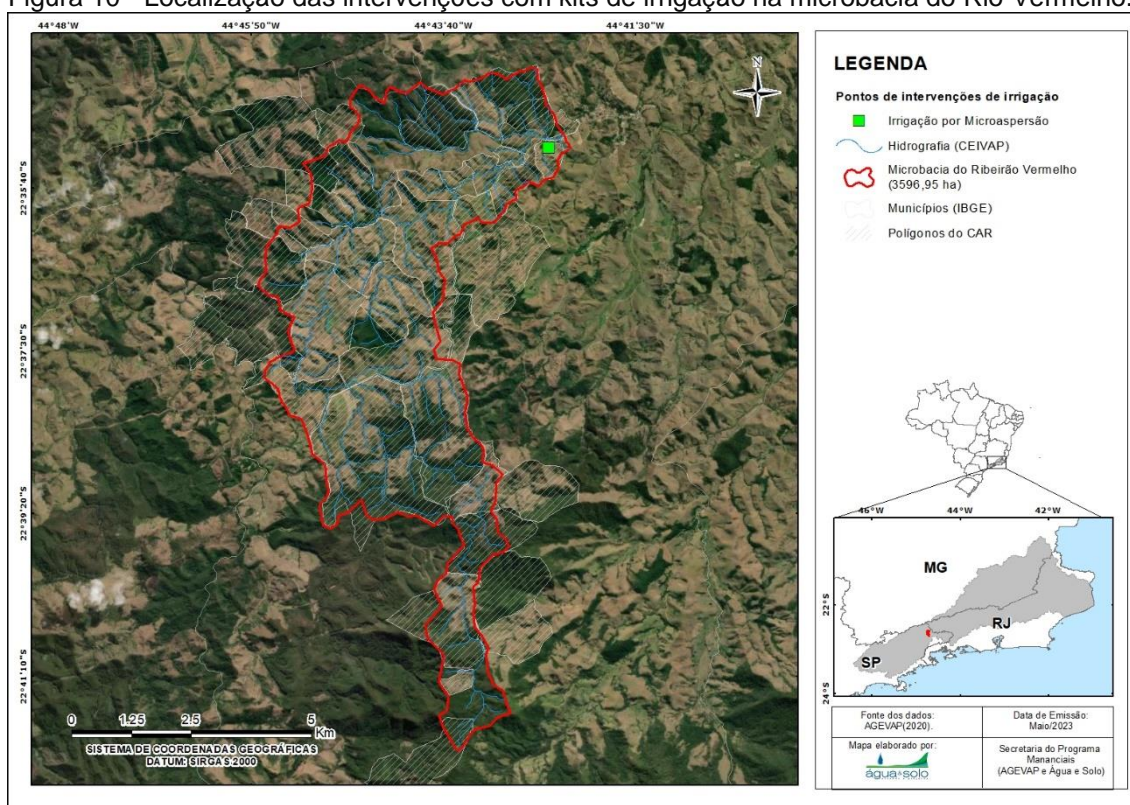 Figura 10 - Localização das intervenções com kits de irrigação na microbacia do Rio Vermelho.
44°48'W
44°45'50"W
44°43'40"W
44°41'30"W
22°35'40"S
22°37'30"S
22°39'20"S
22°41'10"S
N
0 1.25 2.5 5
Km
SISTEMA DE COORDENADAS GEOGRÁFICAS
DATUM: SIRGAS 2000
LEGENDA
Pontos de intervenções de irrigação
Irrigação por Microaspersão
Hidrografia (CEIVAP)
Microbacia do Ribeirão Vermelho
(3596,95 ha)
Municípios (IBGE)
Polígonos do CAR
46°W
44°W
42°W
22°S
24°S
MG
RJ
SP
Fonte dos dados:
AGEVAP(2020).
Data de Emissão:
Maio/2023
Mapa elaborado por:
água e solo
Secretaria do Programa
Mananciais
(AGEVAP e Água e Solo)